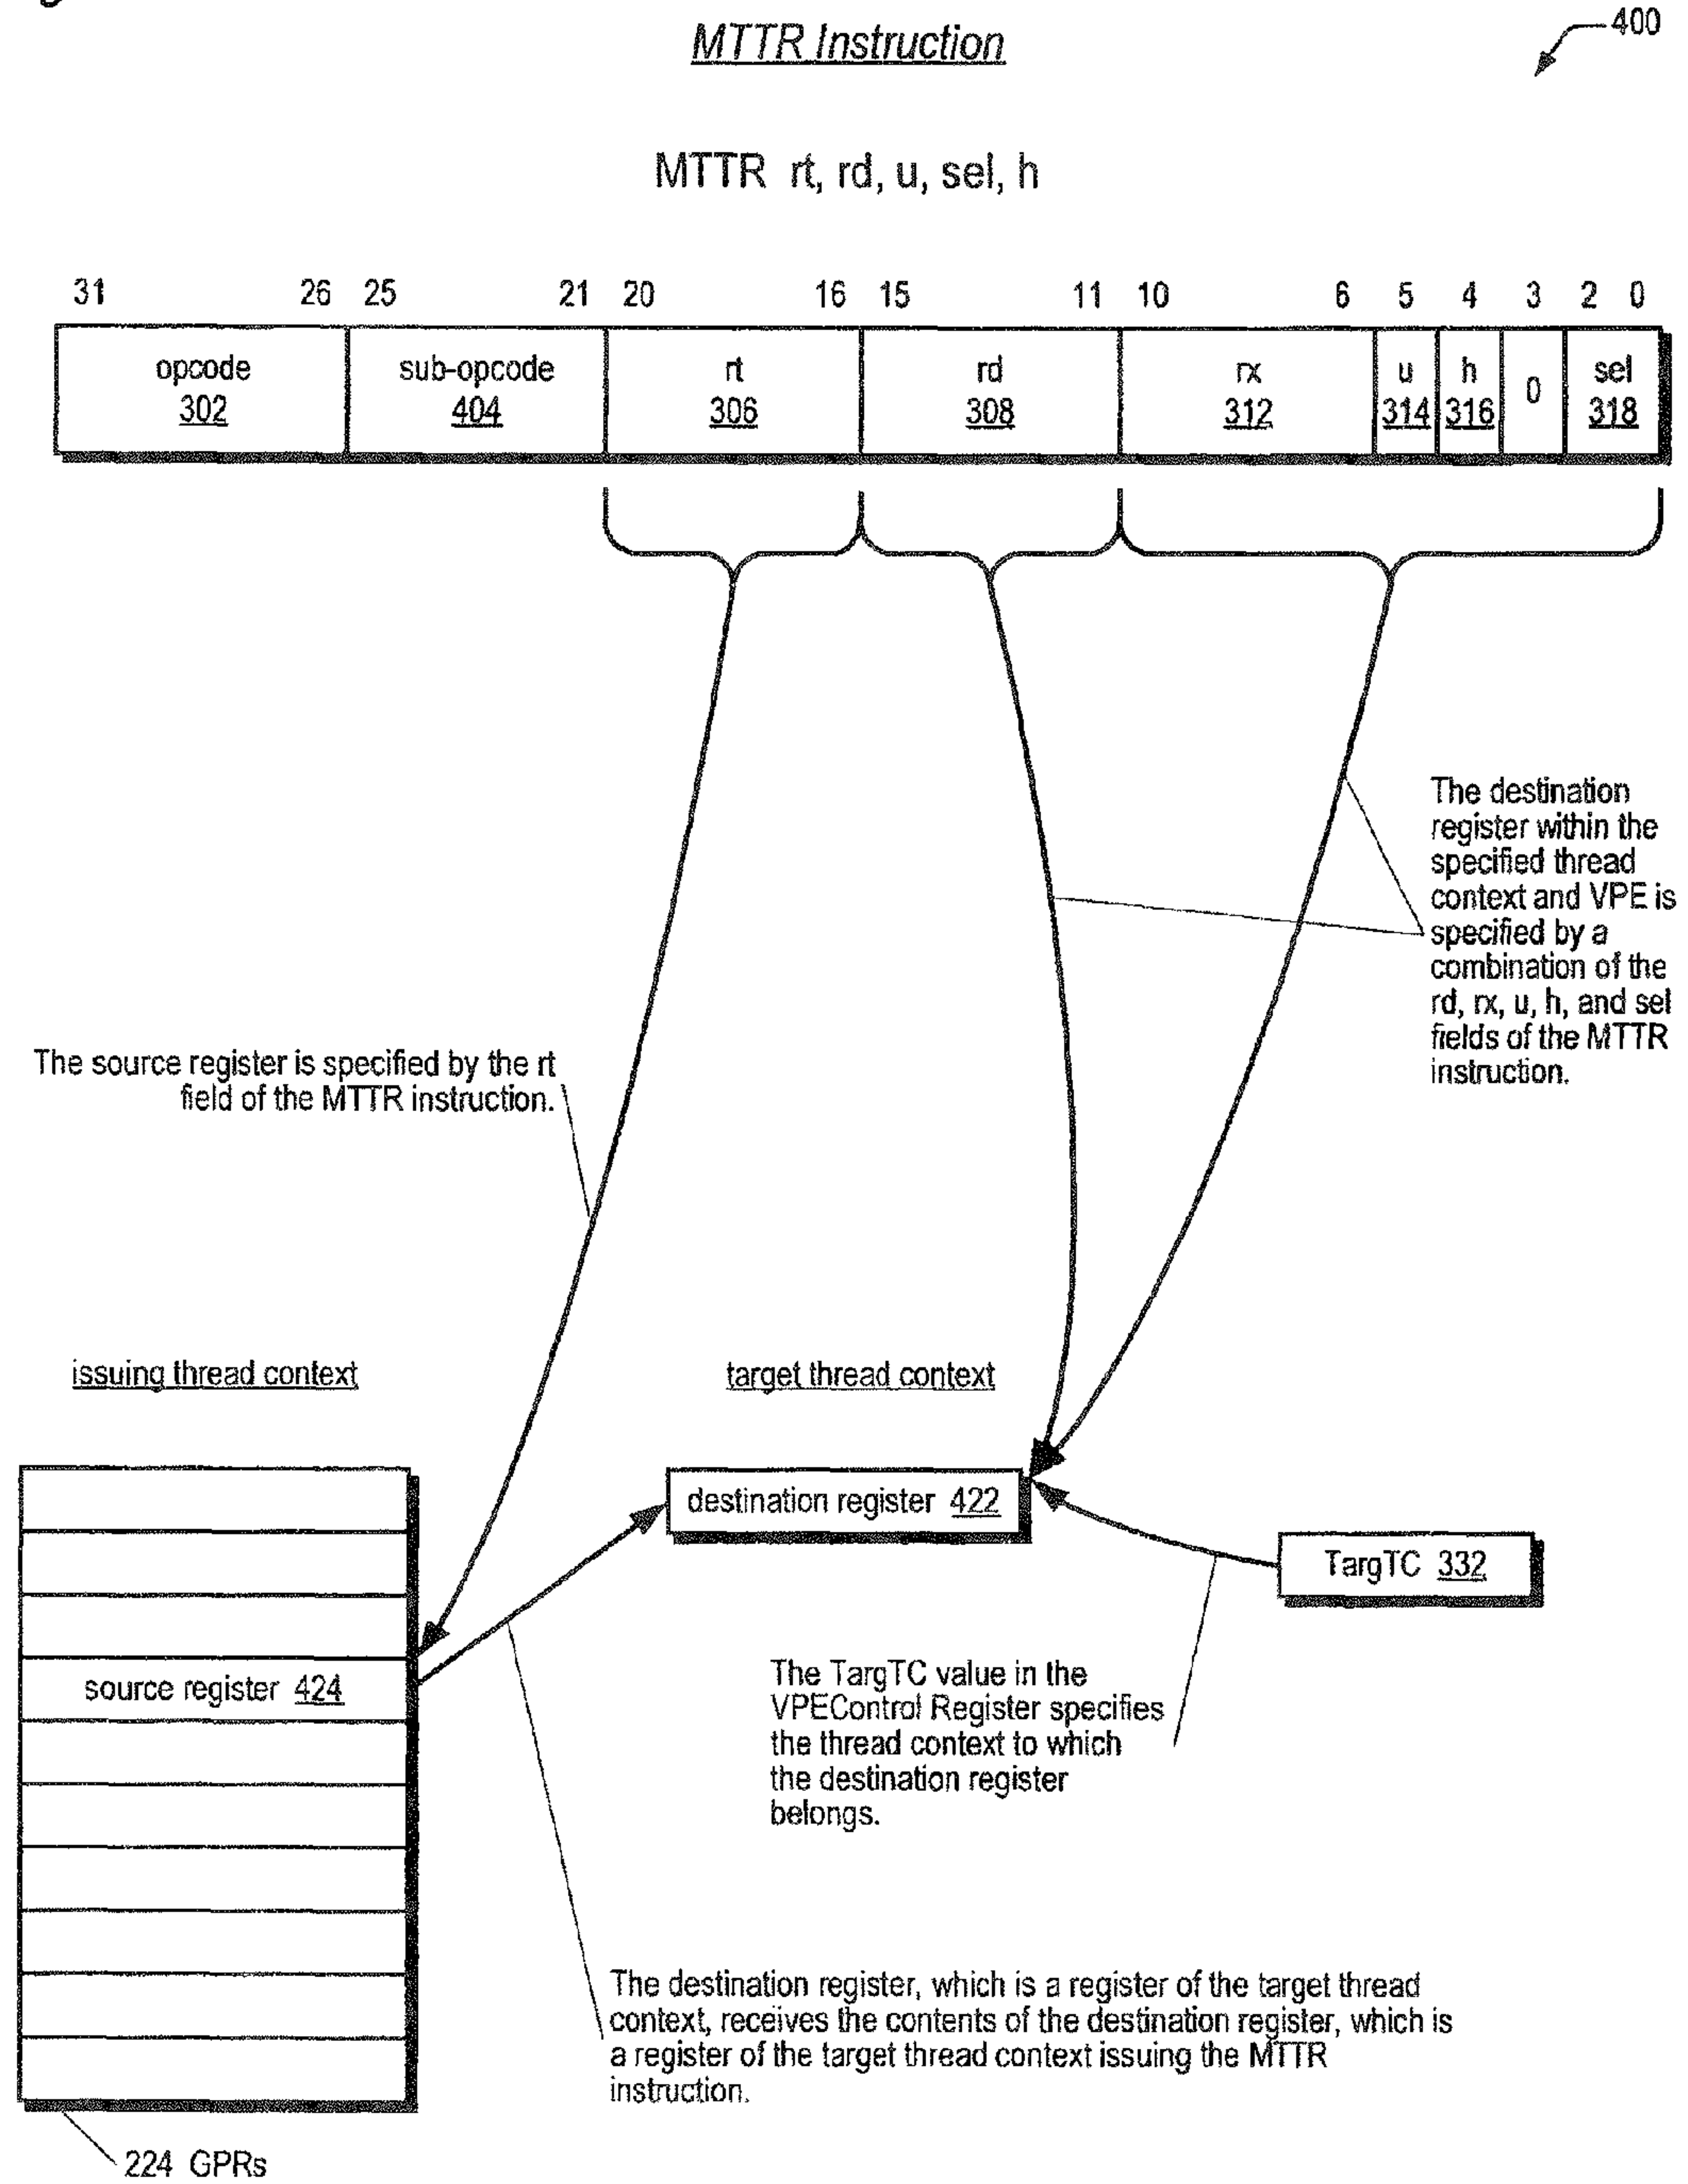 MTTR Instruction
400
MTTR rt, rd, u, sel, h
31 26 25 21 20 16 15 11 10 6 5 4 3 2 0
opcode sub-opcode rt rd rx u h 0 sel
302 404 306 308 312 314 316 318
The destination
register within the
specified thread
context and VPE is
specified by a
combination of the
rd, rx, u, h, and sel
fields of the MTTR
instruction.
The source register is specified by the rt
field of the MTTR instruction.
issuing thread context
target thread context
destination register 422
TargTC 332
source register 424
The TargTC value in the
VPEControl Register specifies
the thread context to which
the destination register
belongs.
The destination register, which is a register of the target thread
context, receives the contents of the destination register, which is
a register of the target thread context issuing the MTTR
instruction.
224 GPRs